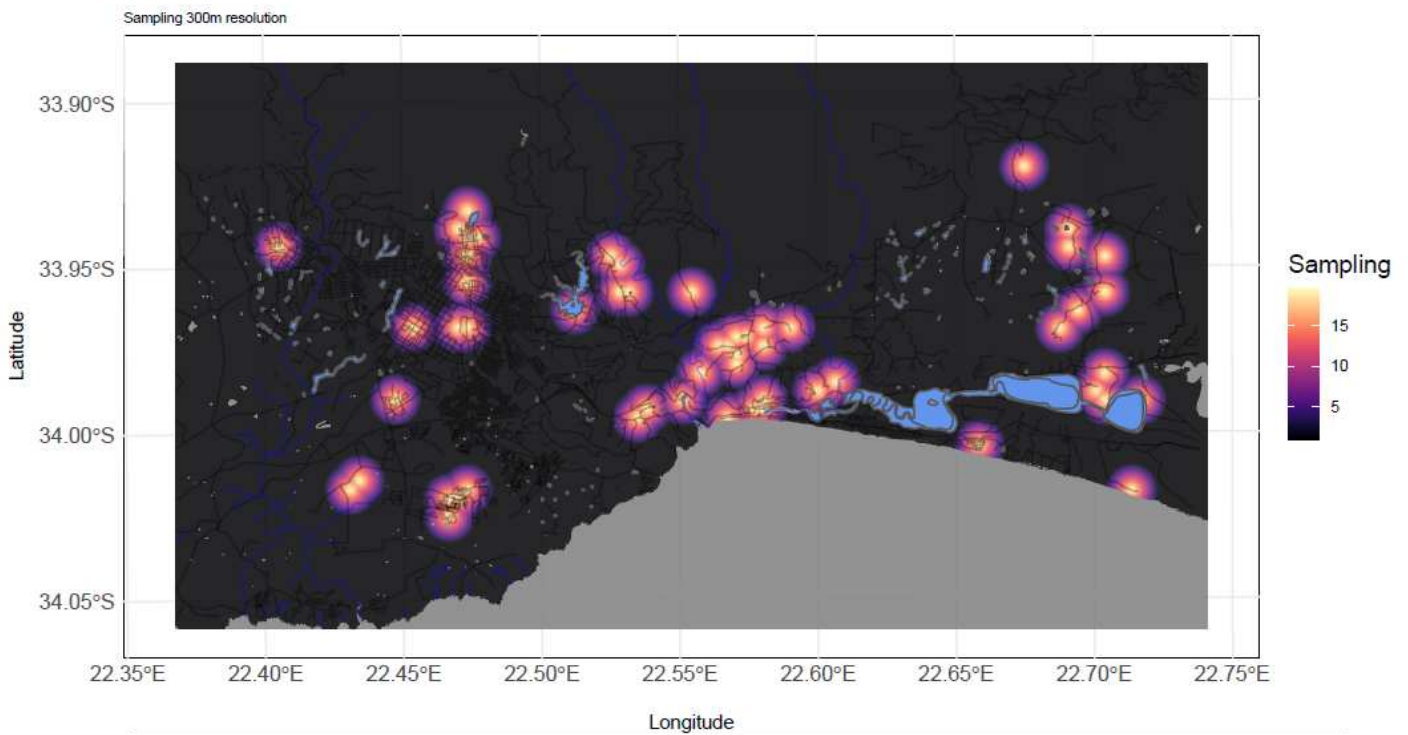 Sampling 300m resolution
33.90°S
33.95°S
34.00°S
34.05°S
Latitude
22.35°E 22.40°E 22.45°E 22.50°E 22.55°E 22.60°E 22.65°E 22.70°E 22.75°E
Longitude
Sampling
15
10
5